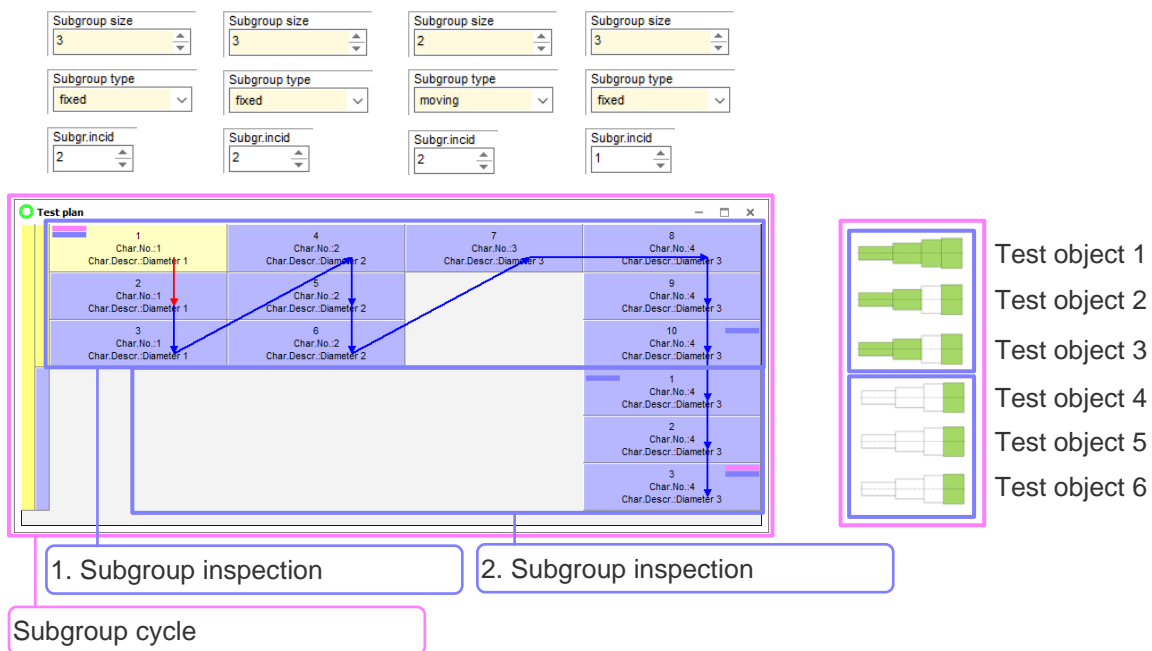 Subgroup size
Subgroup size
Subgroup size
Subgroup size
3
3
2
3
Subgroup type
Subgroup type
Subgroup type
Subgroup type
fixed
fixed
moving
fixed
Subgr.incid
Subgr.incid
Subgr.incid
Subgr.incid
2
2
2
1
Test plan
1
Char.No.:1
Char.Descr.:Diameter 1
4
Char.No.:2
Char.Descr.:Diameter 2
7
Char.No.:3
Char.Descr.:Diameter 3
8
Char.No.:4
Char.Descr.:Diameter 3
2
Char.No.:1
Char.Descr.:Diameter 1
5
Char.No.:2
Char.Descr.:Diameter 2
9
Char.No.:4
Char.Descr.:Diameter 3
3
Char.No.:1
Char.Descr.:Diameter 1
6
Char.No.:2
Char.Descr.:Diameter 2
10
Char.No.:4
Char.Descr.:Diameter 3
1
Char.No.:4
Char.Descr.:Diameter 3
2
Char.No.:4
Char.Descr.:Diameter 3
3
Char.No.:4
Char.Descr.:Diameter 3
Test object 1
Test object 2
Test object 3
Test object 4
Test object 5
Test object 6
1. Subgroup inspection
2. Subgroup inspection
Subgroup cycle